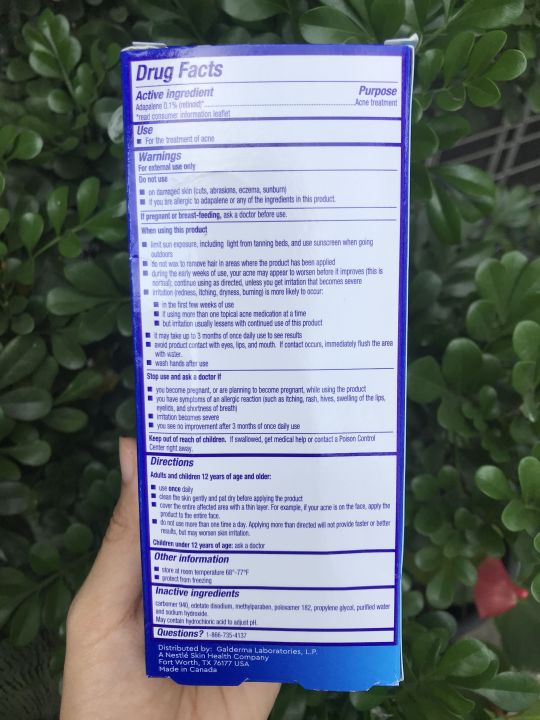 Drug Facts
Active ingredient Purpose
Adapalene 0.1% (retinoid)*........Acne treatment
*read consumer information leaflet
Use
■ For the treatment of acne
Warnings
For external use only
Do not use
■ on damaged skin (cuts, abrasions, eczema, sunburn)
■ if you are allergic to adapalene or any of the ingredients in this product.
If pregnant or breast-feeding, ask a doctor before use.
When using this product
■ limit sun exposure, including light from tanning beds, and use sunscreen when going
outdoors
■ do not wax to remove hair in areas where the product has been applied
■ during the early weeks of use, your acne may appear to worsen before it improves (this is
normal); continue using as directed, unless you get irritation that becomes severe
■ irritation (redness, itching, dryness, burning) is more likely to occur:
■ in the first few weeks of use
■ if using more than one topical acne medication at a time
■ but irritation usually lessens with continued use of this product
■ it may take up to 3 months of once daily use to see results
■ avoid product contact with eyes, lips, and mouth. If contact occurs, immediately flush the area
with water.
■ wash hands after use
Stop use and ask a doctor if
■ you become pregnant, or are planning to become pregnant, while using the product
■ you have symptoms of an allergic reaction (such as itching, rash, hives, swelling of the lips,
eyelids, and shortness of breath)
■ irritation becomes severe
■ you see no improvement after 3 months of once daily use
Keep out of reach of children. If swallowed, get medical help or contact a Poison Control
Center right away.
Directions
Adults and children 12 years of age and older:
■ use once daily
■ clean the skin gently and pat dry before applying the product
■ cover the entire affected area with a thin layer. For example, if your acne is on the face, apply the
product to the entire face.
■ do not use more than one time a day. Applying more than directed will not provide faster or better
results, but may worsen skin irritation.
Children under 12 years of age: ask a doctor
Other information
■ store at room temperature 68°-77°F
■ protect from freezing
Inactive ingredients
carbomer 940, edetate disodium, methylparaben, poloxamer 182, propylene glycol, purified water
and sodium hydroxide.
May contain hydrochloric acid to adjust pH.
Questions? 1-866-735-4137
Distributed by: Galderma Laboratories, L.P.
A Nestlé Skin Health Company
Fort Worth, TX 76177 USA
Made in Canada